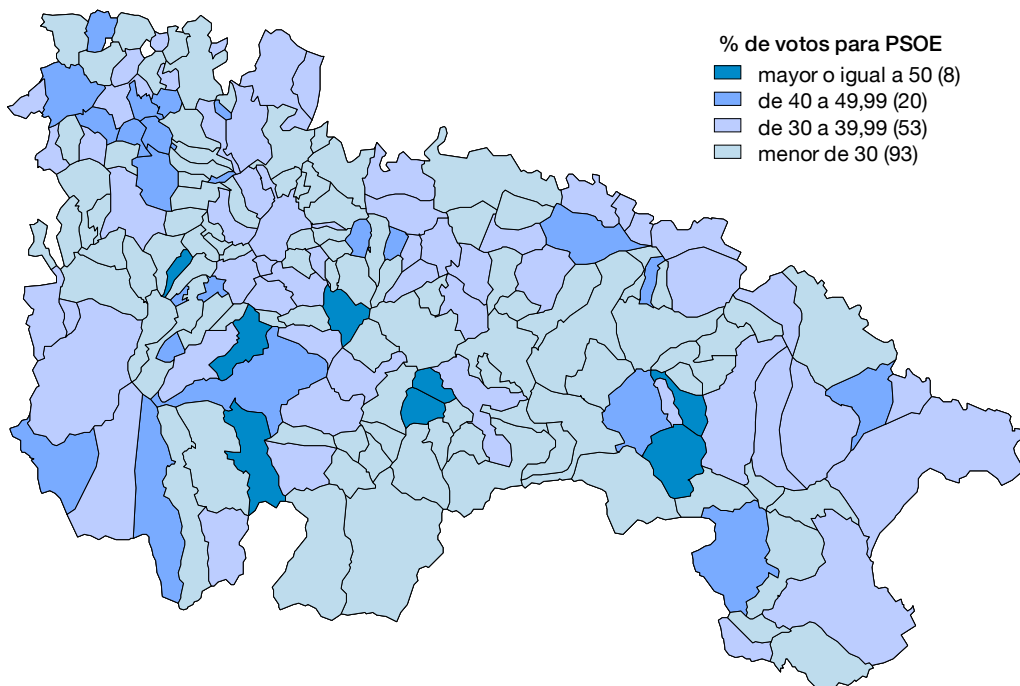 % de votos para PSOE
mayor o igual a 50 (8)
de 40 a 49,99 (20)
de 30 a 39,99 (53)
menor de 30 (93)